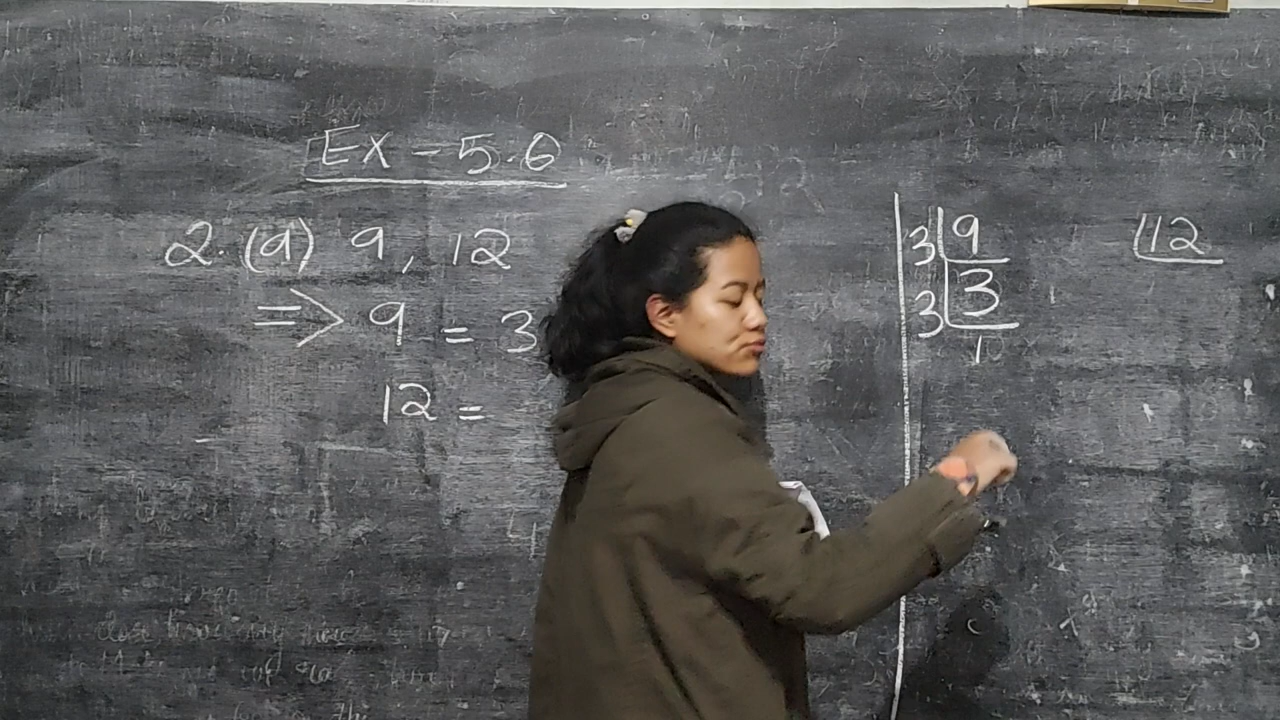 Ex - 5.6
2. (a) 9, 12
=> 9 = 3
12 =
3 9
3 3
1
12